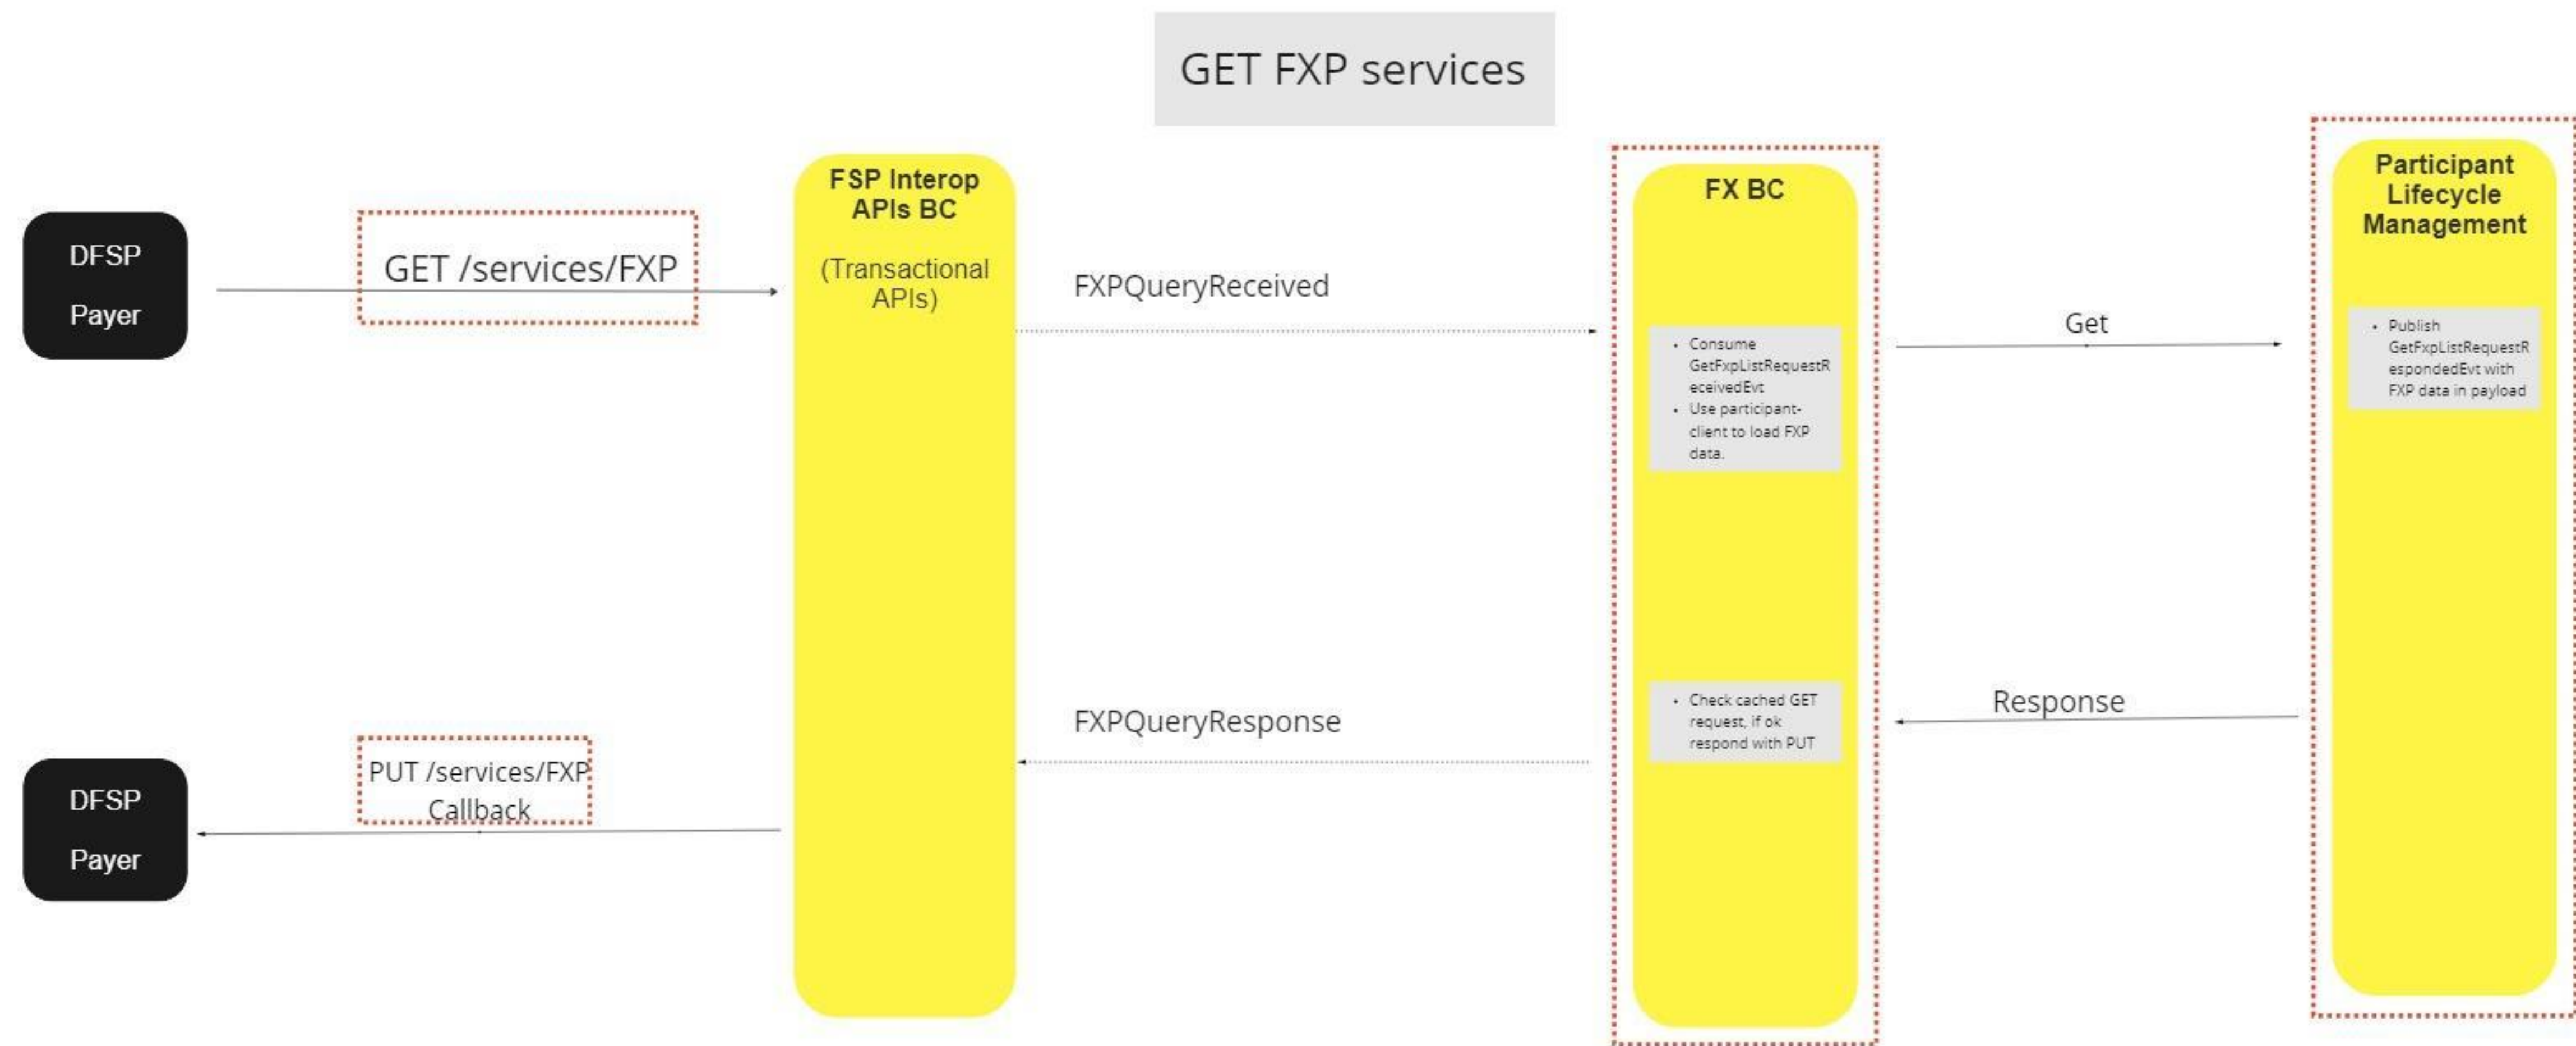 GET FXP services
DFSP
Payer
GET /services/FXP
FSP Interop
APIs BC
(Transactional
APIs)
FXPQueryReceived
FX BC
• Consume
GetFxpListRequestR
eceivedEvt
• Use participant-
client to load FXP
data.
Get
Participant
Lifecycle
Management
• Publish
GetFxpListRequestR
espondedEvt with
FXP data in payload
DFSP
Payer
PUT /services/FXP
Callback
FXPQueryResponse
• Check cached GET
request, if ok
respond with PUT
Response